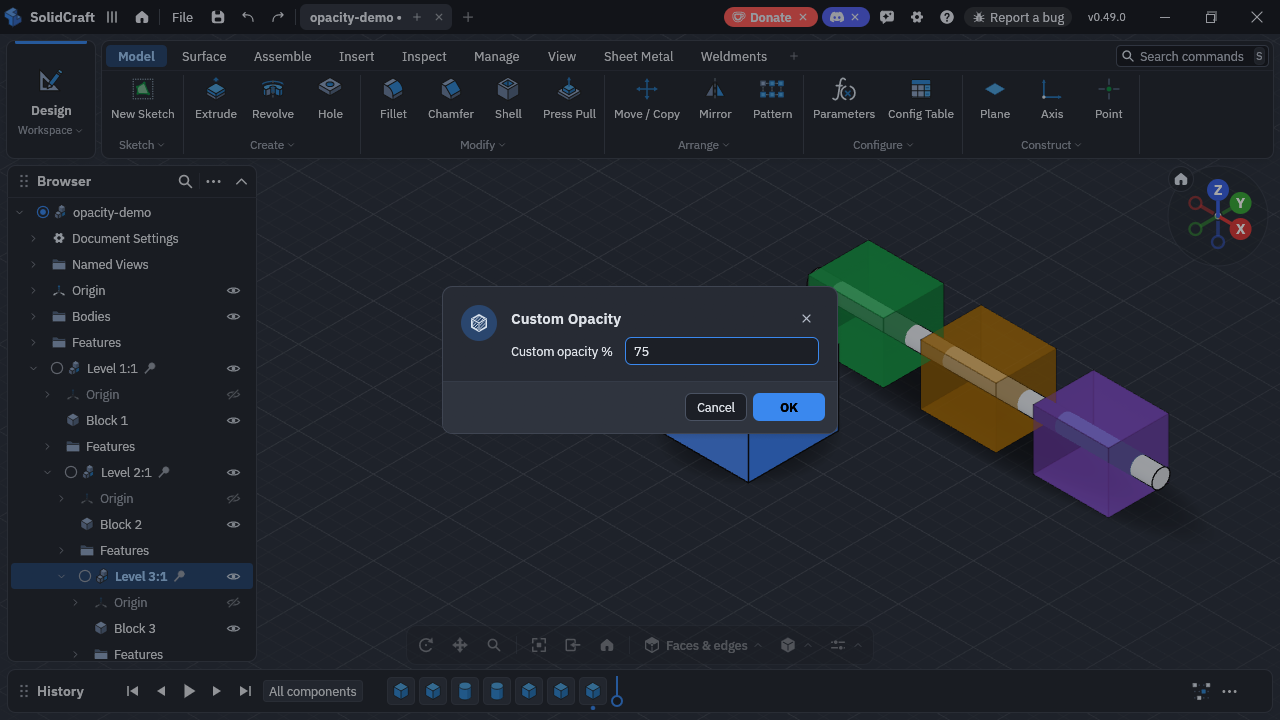 SolidCraft
File
opacity-demo •
Donate
Report a bug
v0.49.0
Design
Workspace
Model
Surface
Assemble
Insert
Inspect
Manage
View
Sheet Metal
Weldments
Search commands
S
New Sketch
Extrude
Revolve
Hole
Fillet
Chamfer
Shell
Press Pull
Move / Copy
Mirror
Pattern
Parameters
Config Table
Plane
Axis
Point
Sketch
Create
Modify
Arrange
Configure
Construct
Browser
opacity-demo
Document Settings
Named Views
Origin
Bodies
Features
Level 1:1
Origin
Block 1
Features
Level 2:1
Origin
Block 2
Features
Level 3:1
Origin
Block 3
Features
Z
Y
X
Custom Opacity
Custom opacity %
75
Cancel
OK
Faces & edges
History
All components